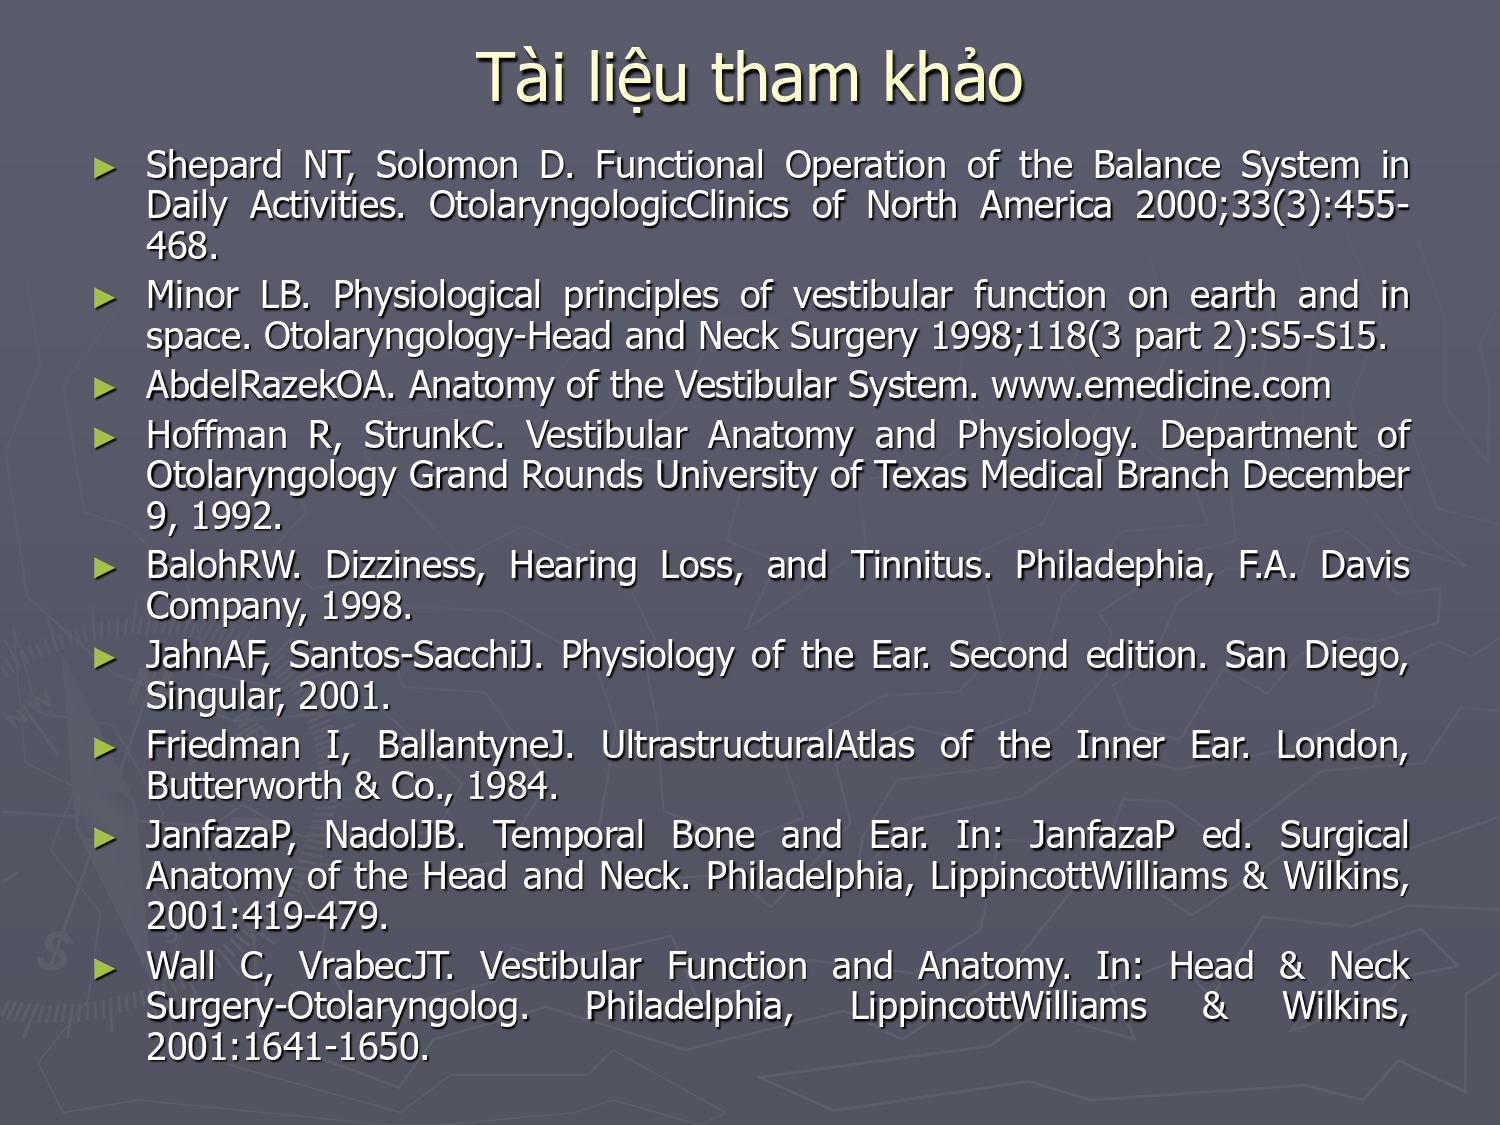 Tài liệu tham khảo
► Shepard NT, Solomon D. Functional Operation of the Balance System in
Daily Activities. OtolaryngologicClinics of North America 2000;33(3):455-
468.
► Minor LB. Physiological principles of vestibular function on earth and in
space. Otolaryngology-Head and Neck Surgery 1998;118(3 part 2):S5-S15.
► AbdelRazekOA. Anatomy of the Vestibular System. www.emedicine.com
► Hoffman R, StrunkC. Vestibular Anatomy and Physiology. Department of
Otolaryngology Grand Rounds University of Texas Medical Branch December
9, 1992.
► BalohRW. Dizziness, Hearing Loss, and Tinnitus. Philadephia, F.A. Davis
Company, 1998.
► JahnAF, Santos-SacchiJ. Physiology of the Ear. Second edition. San Diego,
Singular, 2001.
► Friedman I, BallantyneJ. UltrastructuralAtlas of the Inner Ear. London,
Butterworth & Co., 1984.
► JanfazaP, NadolJB. Temporal Bone and Ear. In: JanfazaP ed. Surgical
Anatomy of the Head and Neck. Philadelphia, LippincottWilliams & Wilkins,
2001:419-479.
► Wall C, VrabecJT. Vestibular Function and Anatomy. In: Head & Neck
Surgery-Otolaryngolog. Philadelphia, LippincottWilliams & Wilkins,
2001:1641-1650.
NW
S